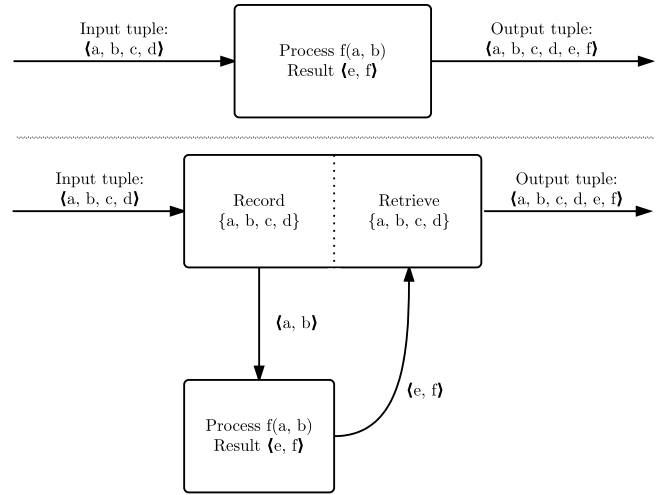 Input tuple:
⟨a, b, c, d⟩
Process f(a, b)
Result ⟨e, f⟩
Output tuple:
⟨a, b, c, d, e, f⟩
Input tuple:
⟨a, b, c, d⟩
Record
{a, b, c, d}
Retrieve
{a, b, c, d}
Output tuple:
⟨a, b, c, d, e, f⟩
⟨a, b⟩
⟨e, f⟩
Process f(a, b)
Result ⟨e, f⟩